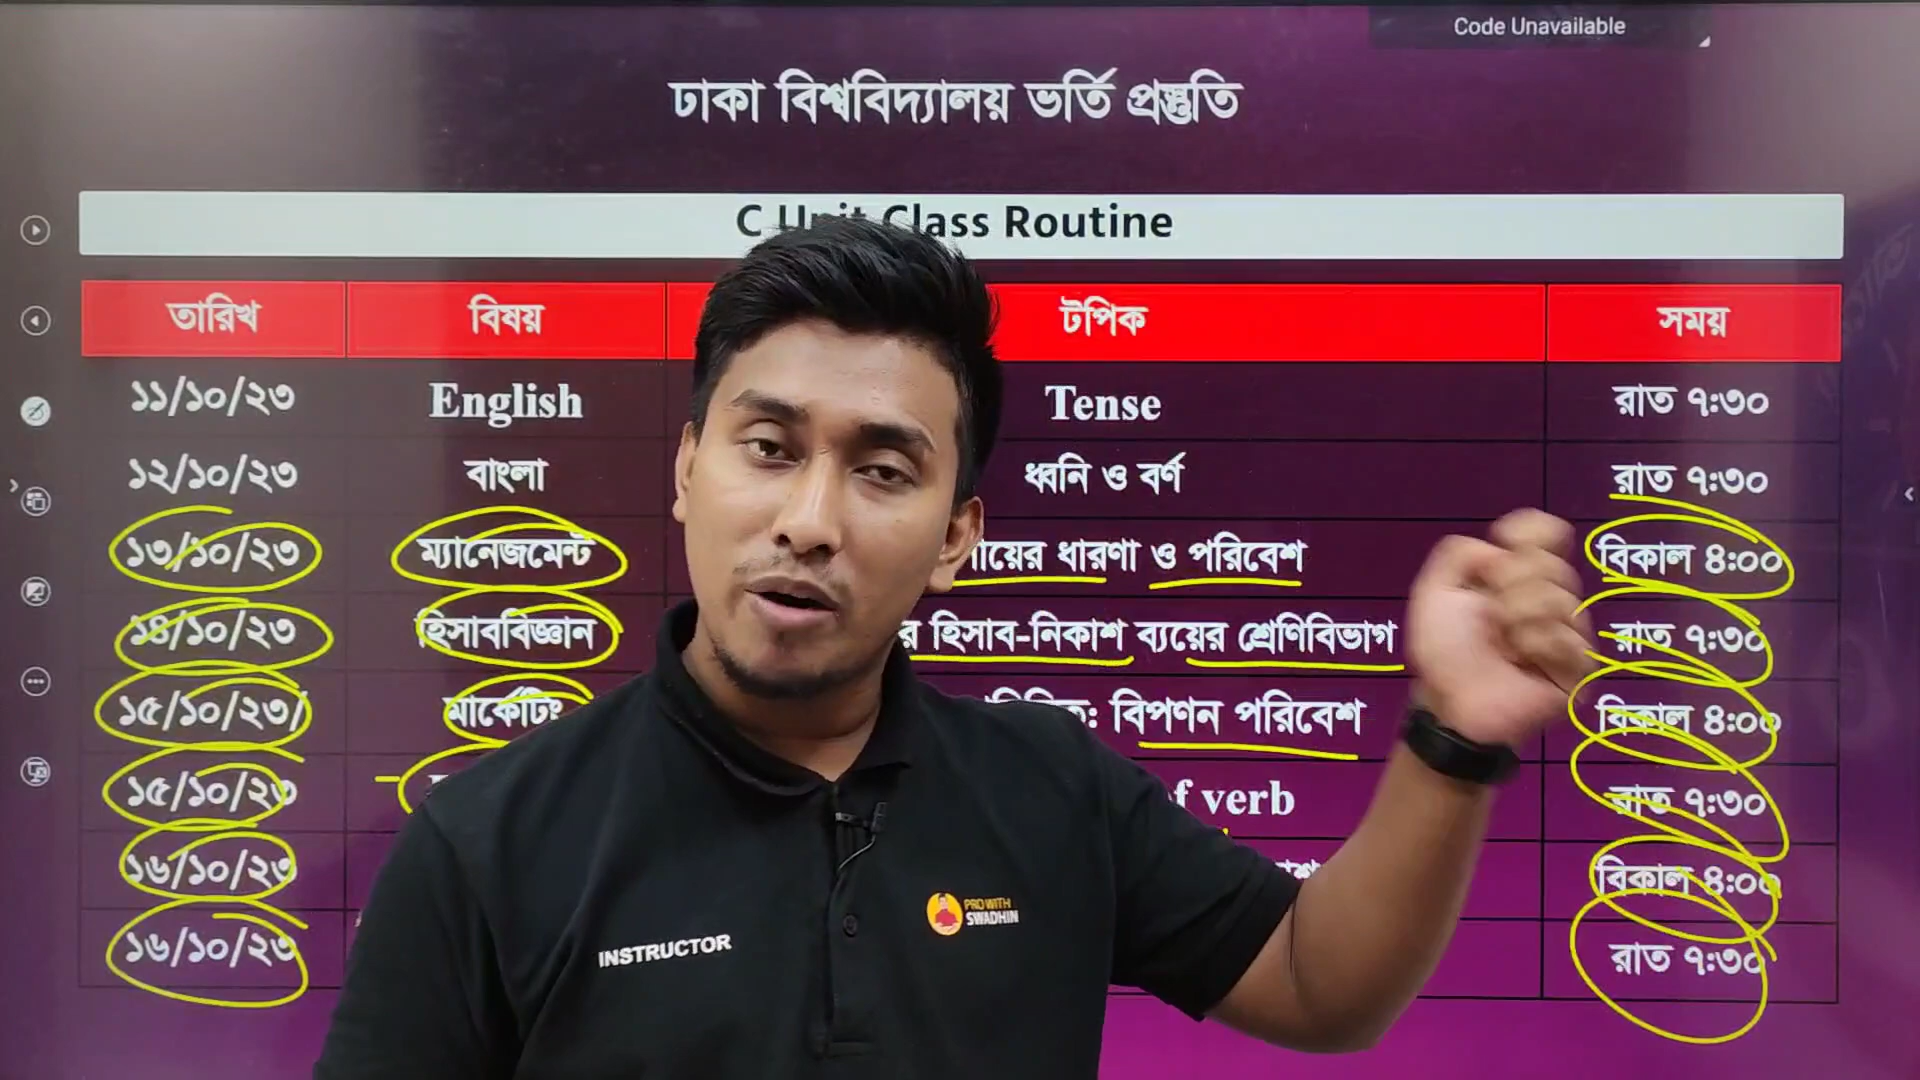 Code Unavailable
ঢাকা বিশ্ববিদ্যালয় ভর্তি প্রস্তুতি
C Unit Class Routine
তারিখ বিষয় টপিক সময়
১১/১০/২৩ English Tense রাত ৭:৩০
১২/১০/২৩ বাংলা ধ্বনি ও বর্ণ রাত ৭:৩০
১৩/১০/২৩ ম্যানেজমেন্ট ধারণা ও পরিবেশ বিকাল ৪:০০
১৪/১০/২৩ হিসাববিজ্ঞান র হিসাব-নিকাশ ব্যয়ের শ্রেণিবিভাগ রাত ৭:৩০
১৫/১০/২৩/ মার্কেটিং বিপণন পরিবেশ বিকাল ৪:০০
১৫/১০/২৩ of verb রাত ৭:৩০
১৬/১০/২৩ বিকাল ৪:০০
১৬/১০/২৩ রাত ৭:৩০
INSTRUCTOR
PRO WITH
SWADHIN